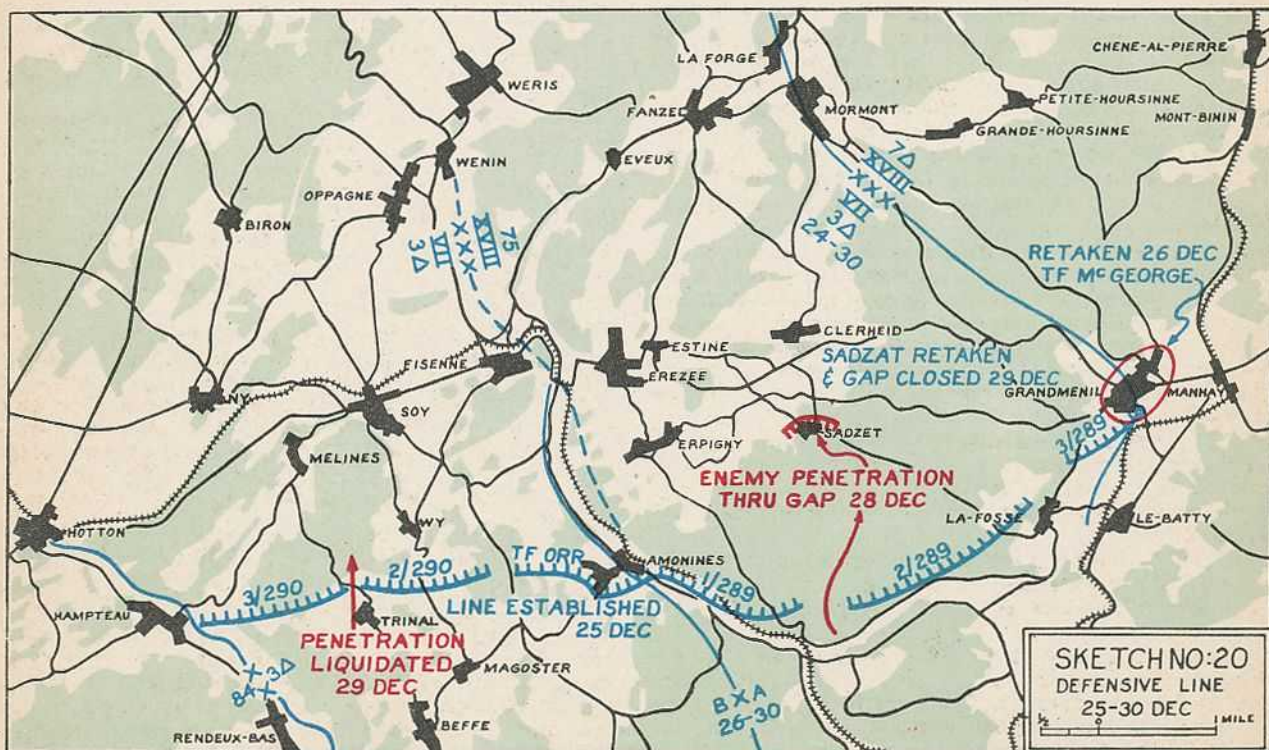 CHENE-AL-PIERRE
LA FORGE
WERIS
FANZEL
MORMONT
PETITE-HOURSINNE
MONT-BININ
GRANDE-HOURSINNE
WENIN
EVEUX
OPPAGNE
BIRON
75
XVIII
XXX
VII
3Δ
7Δ
XVIII
XXX
VII
3Δ
24-30
RETAKEN 26 DEC
TF McGEORGE
FISENNE
ESTINE
EREZEE
CLERHEID
SADZAT RETAKEN
& GAP CLOSED 29 DEC
GRANDMENIL
MANHAY
NY
SOY
MELINES
ERPIGNY
SADZET
3/289
ENEMY PENETRATION
THRU GAP 28 DEC
HOTTON
WY
LA-FOSSE
LE-BATTY
TF ORR
AMONINES
2/290
3/290
1/289
2/289
LINE ESTABLISHED
25 DEC
HAMPTEAU
TRINAL
PENETRATION
LIQUIDATED
29 DEC
MAGOSTER
X 3Δ
84 X
RENDEUX-BAS
BEFFE
B X A
26-30
SKETCH NO:20
DEFENSIVE LINE
25-30 DEC
½ 0 1 MILE